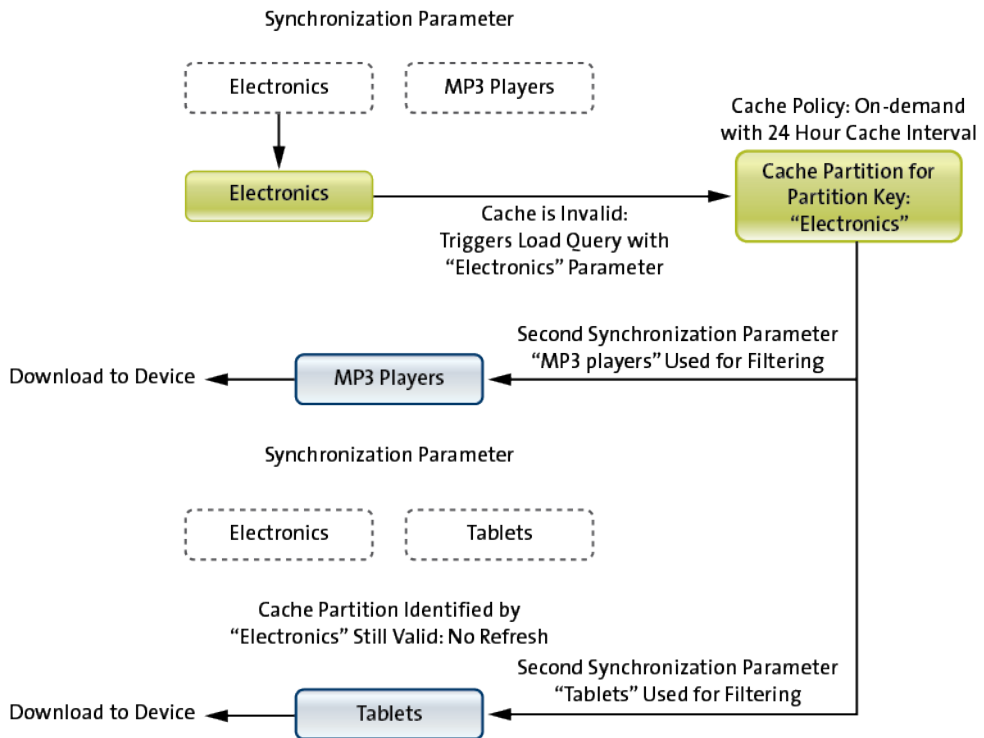 Synchronization Parameter
Electronics
MP3 Players
Cache Policy: On-demand
with 24 Hour Cache Interval
Electronics
Cache Partition for
Partition Key:
“Electronics”
Cache is Invalid:
Triggers Load Query with
“Electronics” Parameter
Second Synchronization Parameter
“MP3 players” Used for Filtering
Download to Device
MP3 Players
Synchronization Parameter
Electronics
Tablets
Cache Partition Identified by
“Electronics” Still Valid: No Refresh
Second Synchronization Parameter
“Tablets” Used for Filtering
Download to Device
Tablets